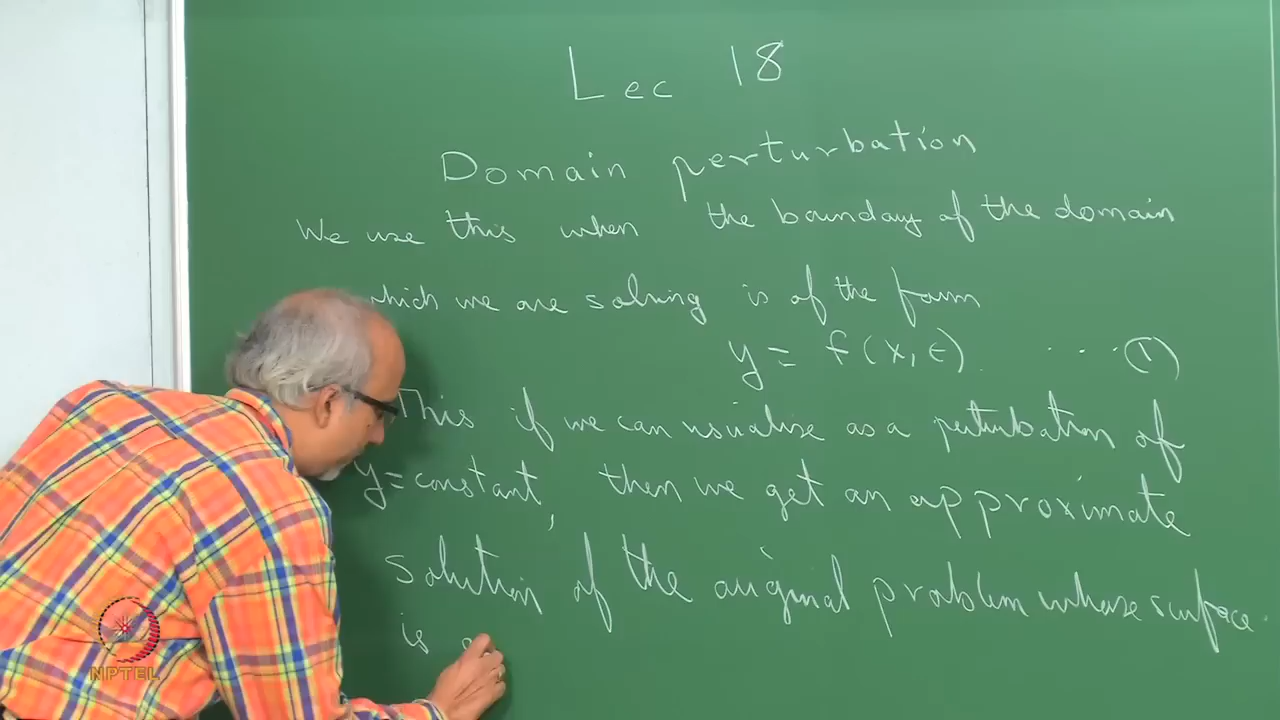 Lec 18
Domain perturbation
We use this when the boundary of the domain
which we are solving is of the form
y = f(x, ϵ) . . . (1)
This if we can visualize as a perturbation of
y = constant, then we get an approximate
solution of the original problem whose surface
is
NPTEL